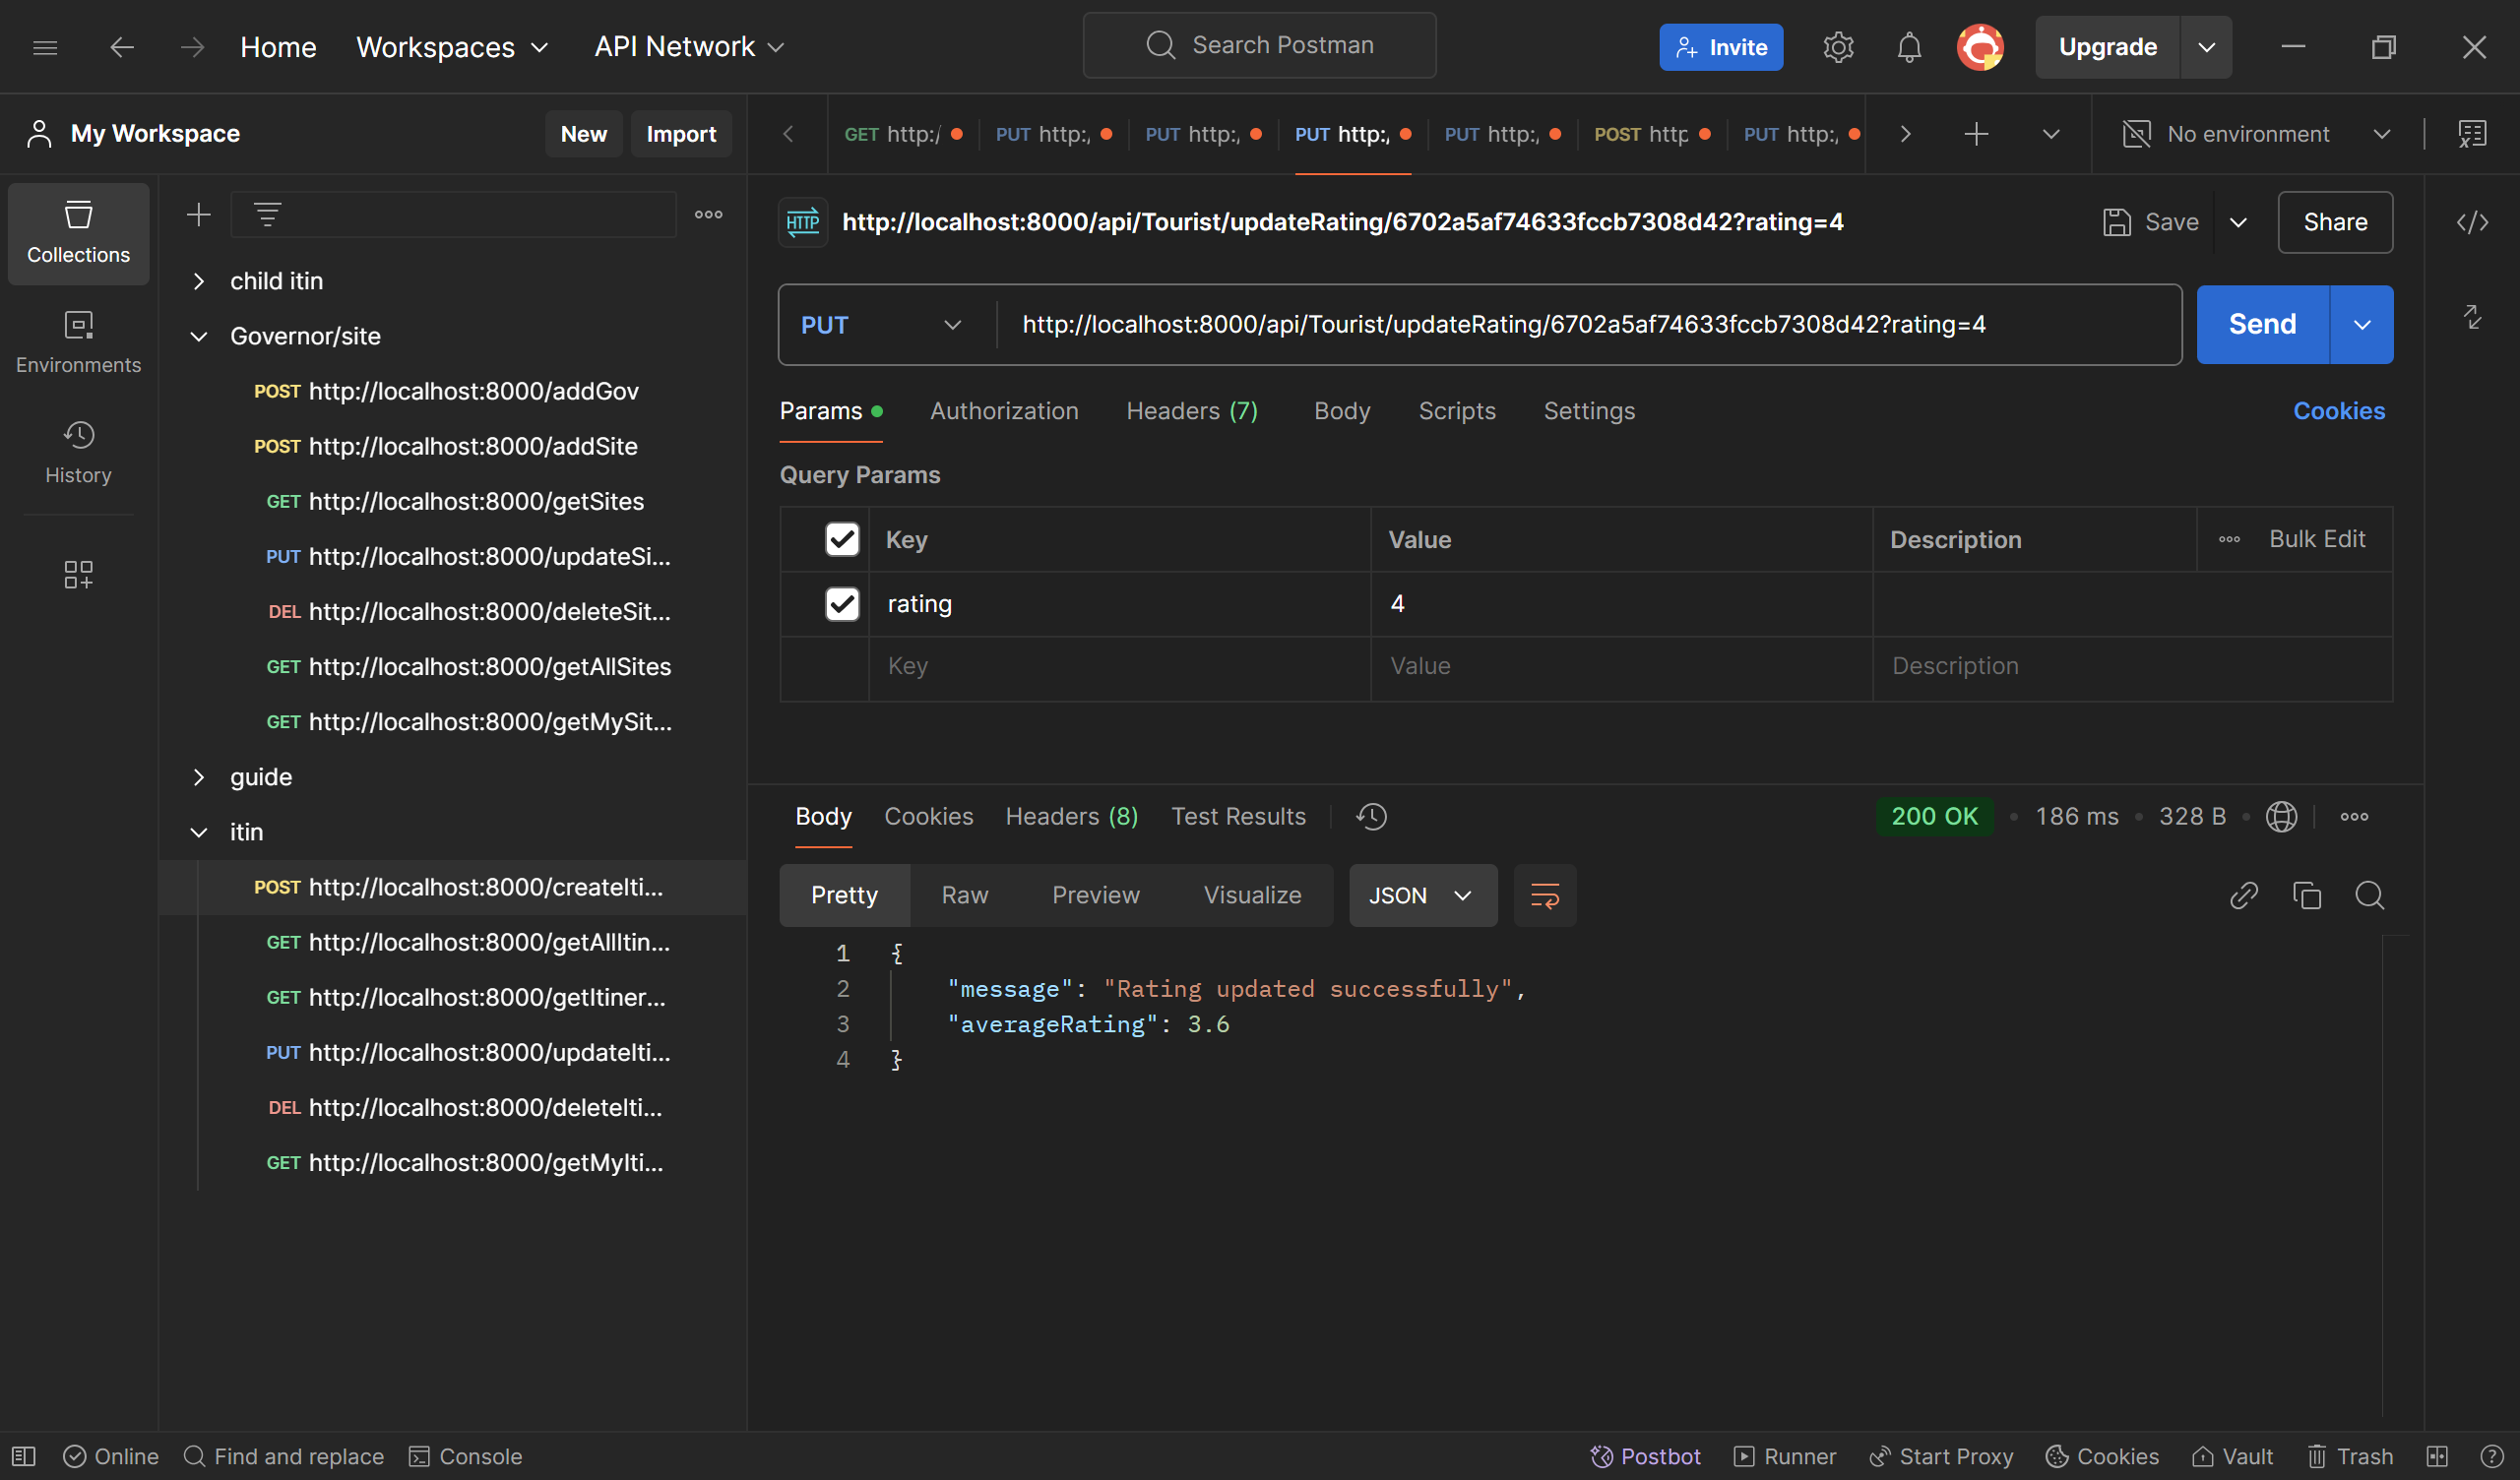 Home Workspaces API Network Search Postman Invite Upgrade
My Workspace New Import GET http:/ PUT http:, PUT http:, PUT http:, PUT http:, POST http PUT http:, No environment
Collections
Environments
History
child itin
Governor/site
POST http://localhost:8000/addGov
POST http://localhost:8000/addSite
GET http://localhost:8000/getSites
PUT http://localhost:8000/updateSi...
DEL http://localhost:8000/deleteSit...
GET http://localhost:8000/getAllSites
GET http://localhost:8000/getMySit...
guide
itin
POST http://localhost:8000/createIti...
GET http://localhost:8000/getAllItin...
GET http://localhost:8000/getItiner...
PUT http://localhost:8000/updateIti...
DEL http://localhost:8000/deleteIti...
GET http://localhost:8000/getMyIti...
HTTP http://localhost:8000/api/Tourist/updateRating/6702a5af74633fccb7308d42?rating=4 Save Share
PUT http://localhost:8000/api/Tourist/updateRating/6702a5af74633fccb7308d42?rating=4 Send
Params Authorization Headers (7) Body Scripts Settings Cookies
Query Params
Key Value Description Bulk Edit
rating 4
Key Value Description
Body Cookies Headers (8) Test Results 200 OK 186 ms 328 B
Pretty Raw Preview Visualize JSON
1 {
2 "message": "Rating updated successfully",
3 "averageRating": 3.6
4 }
Online Find and replace Console Postbot Runner Start Proxy Cookies Vault Trash